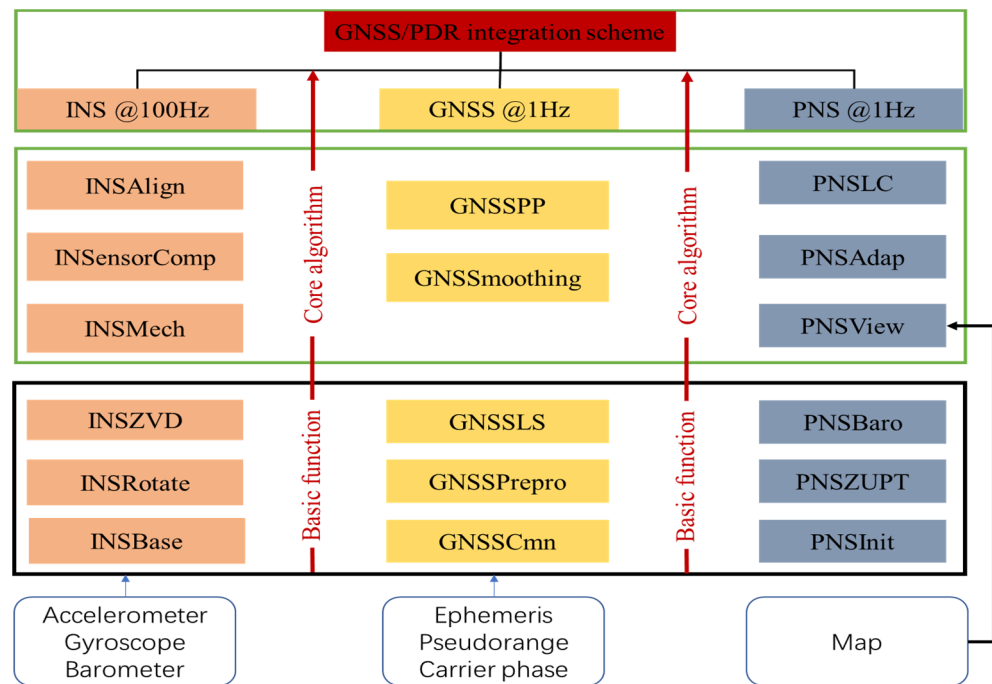 GNSS/PDR integration scheme
INS @100Hz
GNSS @1Hz
PNS @1Hz
INSAlign
INSensorComp
INSMech
Core algorithm
GNSSPP
GNSSmoothing
Core algorithm
PNSLC
PNSAdap
PNSView
INSZVD
INSRotate
INSBase
Basic function
GNSSLS
GNSSPrepro
GNSSCmn
Basic function
PNSBaro
PNSZUPT
PNSInit
Accelerometer
Gyroscope
Barometer
Ephemeris
Pseudorange
Carrier phase
Map